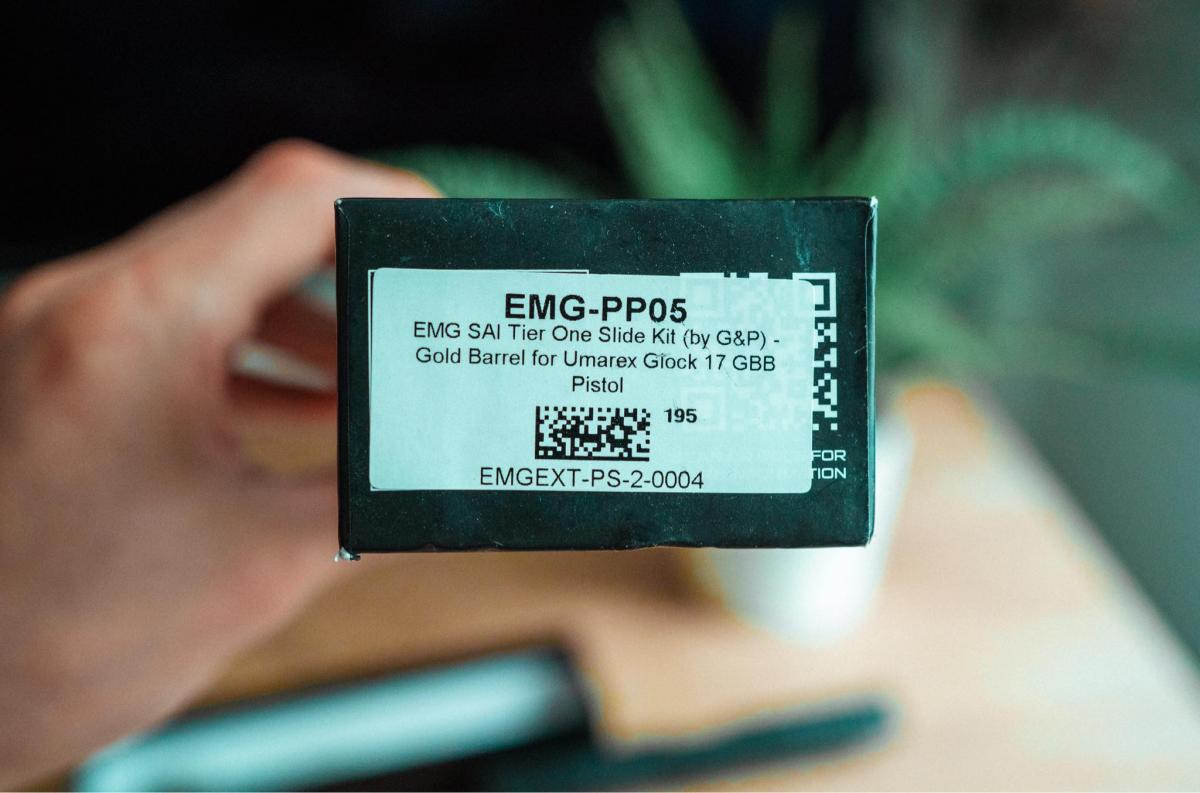 EMG-PP05
EMG SAI Tier One Slide Kit (by G&P) -
Gold Barrel for Umarex Glock 17 GBB
Pistol
195
EMGEXT-PS-2-0004
FOR